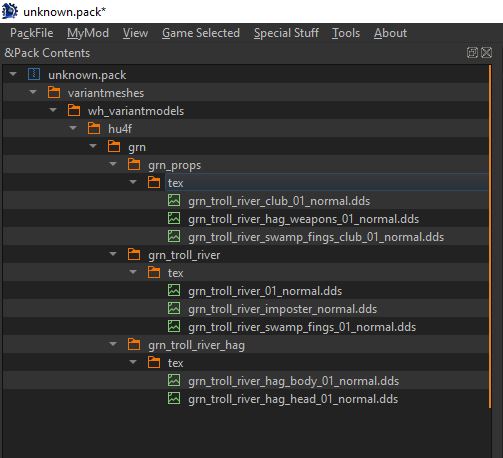 unknown.pack*
PackFile MyMod View Game Selected Special Stuff Tools About
&Pack Contents
unknown.pack
variantmeshes
wh_variantmodels
hu4f
grn
grn_props
tex
grn_troll_river_club_01_normal.dds
grn_troll_river_hag_weapons_01_normal.dds
grn_troll_river_swamp_fings_club_01_normal.dds
grn_troll_river
tex
grn_troll_river_01_normal.dds
grn_troll_river_imposter_normal.dds
grn_troll_river_swamp_fings_01_normal.dds
grn_troll_river_hag
tex
grn_troll_river_hag_body_01_normal.dds
grn_troll_river_hag_head_01_normal.dds